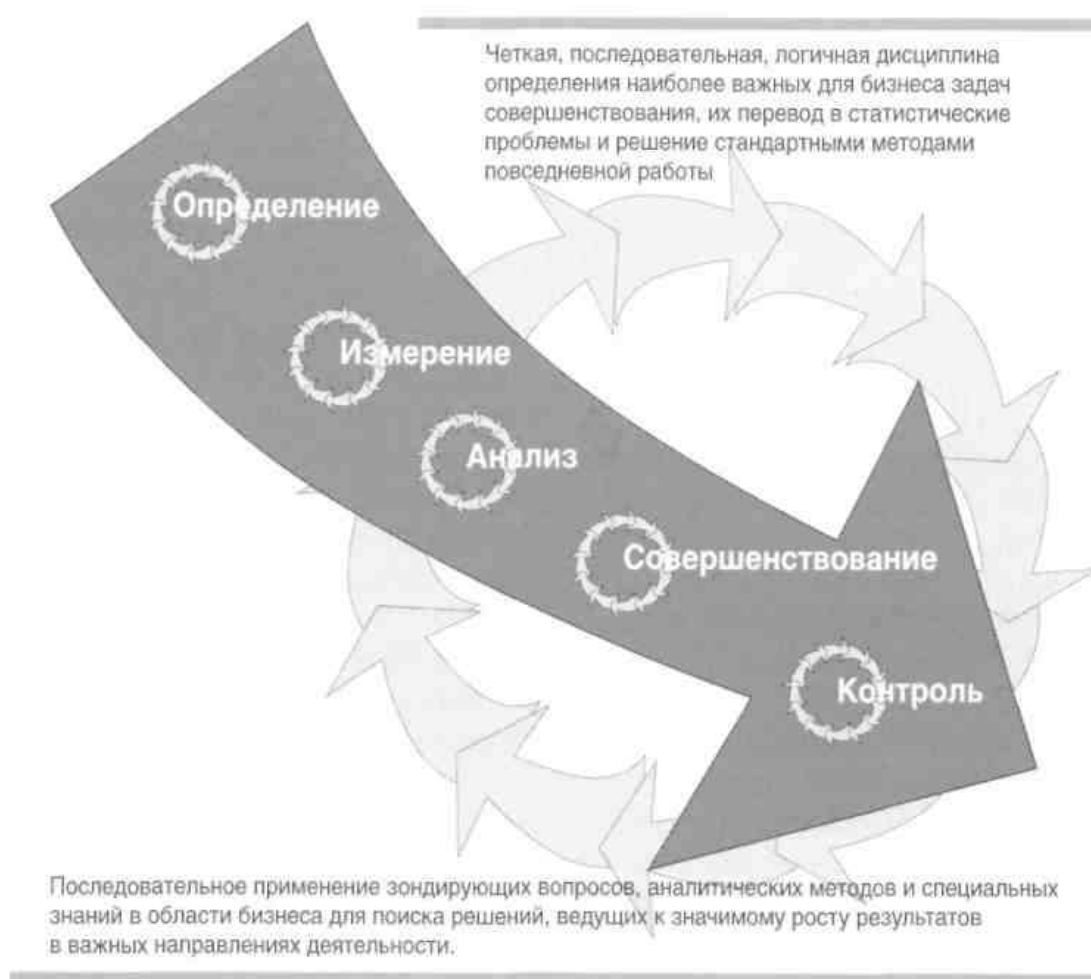 Четкая, последовательная, логичная дисциплина
определения наиболее важных для бизнеса задач
совершенствования, их перевод в статистические
проблемы и решение стандартными методами
повседневной работы
Определение
Измерение
Анализ
Совершенствование
Контроль
Последовательное применение зондирующих вопросов, аналитических методов и специальных
знаний в области бизнеса для поиска решений, ведущих к значимому росту результатов
в важных направлениях деятельности.